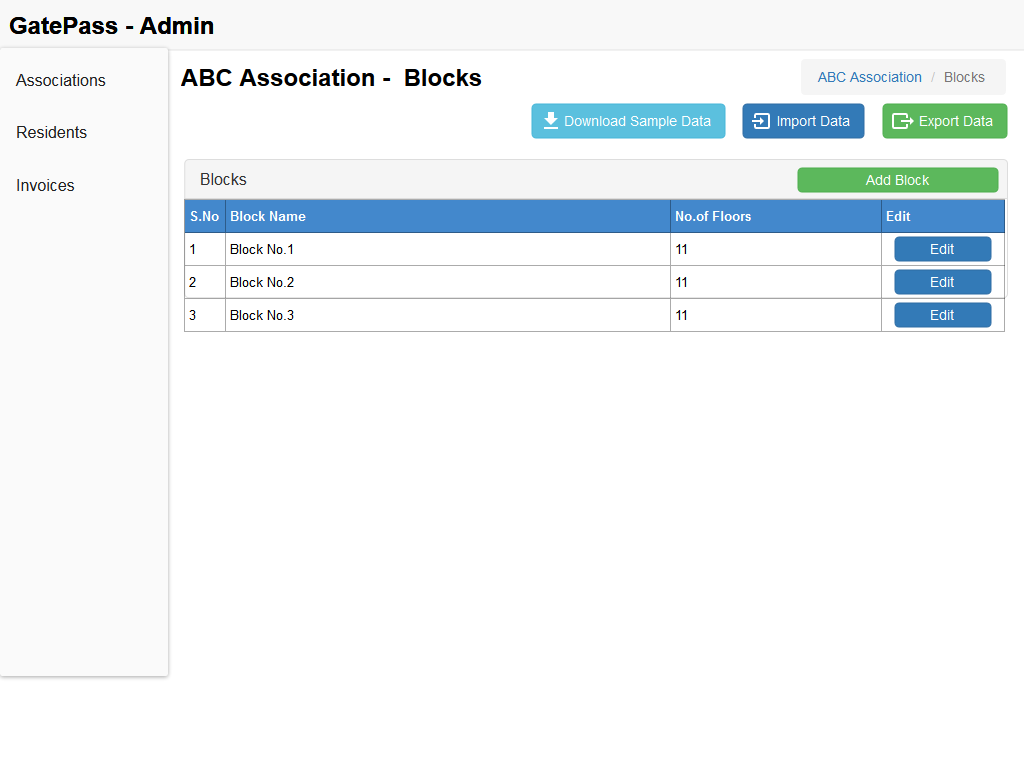 GatePass - Admin
Associations
Residents
Invoices
ABC Association - Blocks
ABC Association / Blocks
Download Sample Data
Import Data
Export Data
Blocks
Add Block
S.No Block Name No.of Floors Edit
1 Block No.1 11 Edit
2 Block No.2 11 Edit
3 Block No.3 11 Edit